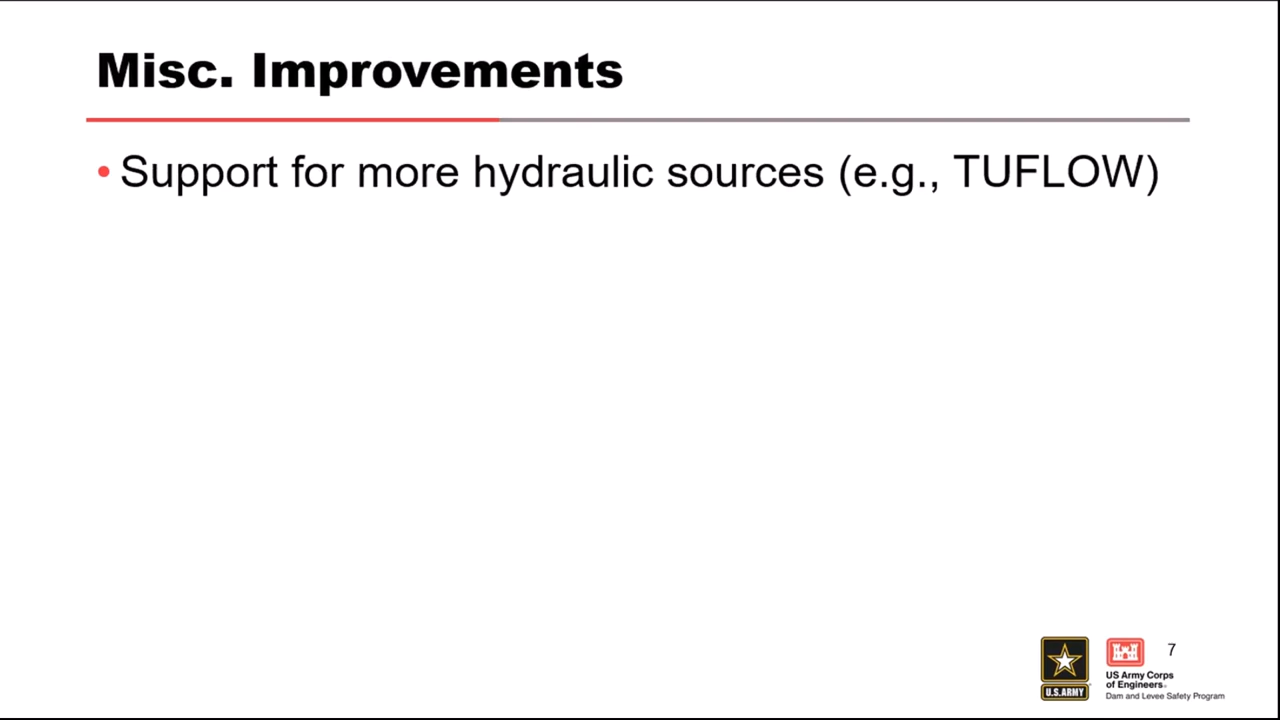 Misc. Improvements
• Support for more hydraulic sources (e.g., TUFLOW)
7
U.S.ARMY
US Army Corps
of Engineers®
Dam and Levee Safety Program